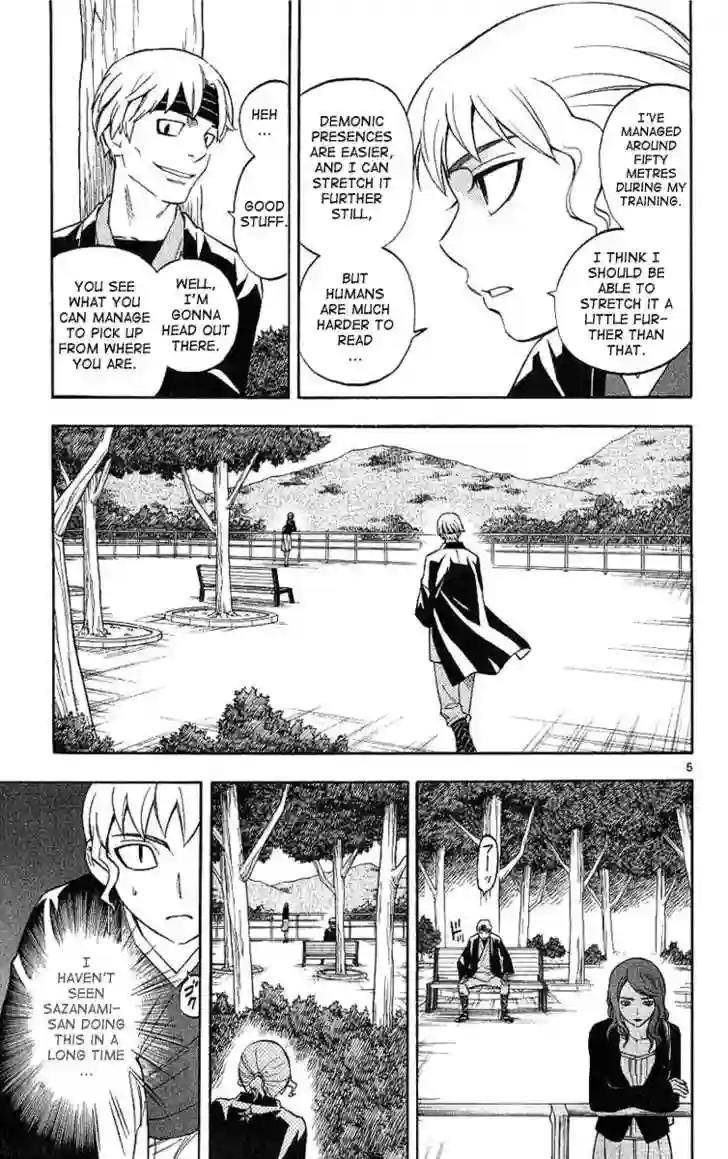 I'VE
MANAGED
AROUND
FIFTY
METRES
DURING MY
TRAINING.
I THINK I
SHOULD BE
ABLE TO
STRETCH IT A
LITTLE FUR-
THER THAN
THAT.
DEMONIC
PRESENCES
ARE EASIER,
AND I CAN
STRETCH IT
FURTHER
STILL,
BUT
HUMANS
ARE MUCH
HARDER TO
READ
...
HEH
...
GOOD
STUFF.
WELL,
I'M
GONNA
HEAD OUT
THERE.
YOU SEE
WHAT YOU
CAN MANAGE
TO PICK UP
FROM WHERE
YOU ARE.
5
I
HAVEN'T
SEEN
SAZANAMI-
SAN DOING
THIS IN A
LONG TIME
...